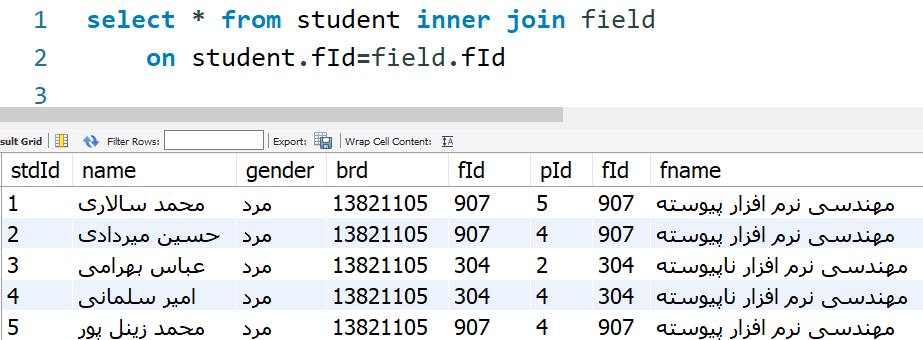 1 select * from student inner join field
2 on student.fId=field.fId
3
sult Grid Filter Rows: Export: Wrap Cell Content:
stdId name gender brd fId pId fId fname
1 محمد سالاری مرد 13821105 907 5 907 مهندسی نرم افزار پیوسته
2 حسین میردادی مرد 13821105 907 4 907 مهندسی نرم افزار پیوسته
3 عباس بهرامی مرد 13821105 304 2 304 مهندسی نرم افزار ناپیوسته
4 امیر سلمانی مرد 13821105 304 4 304 مهندسی نرم افزار ناپیوسته
5 محمد زینل پور مرد 13821105 907 4 907 مهندسی نرم افزار پیوسته